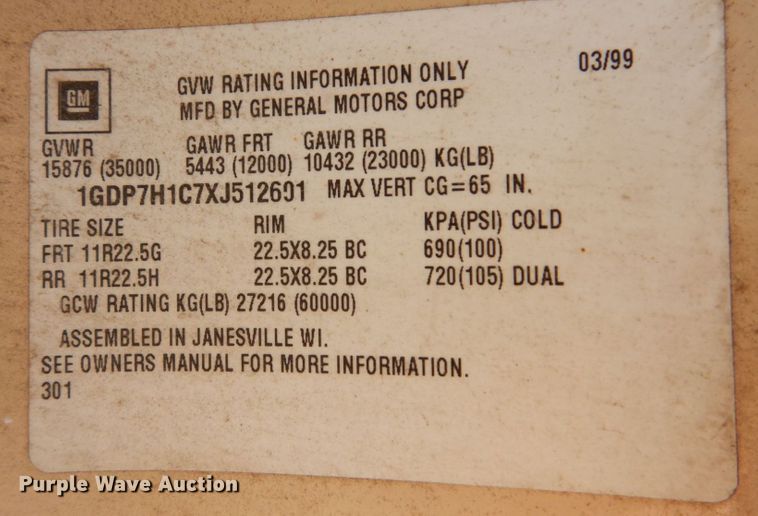 03/99
GM
GVW RATING INFORMATION ONLY
MFD BY GENERAL MOTORS CORP
GVWR GAWR FRT GAWR RR
15876 (35000) 5443 (12000) 10432 (23000) KG(LB)
1GDP7H1C7XJ512601 MAX VERT CG=65 IN.
TIRE SIZE RIM KPA(PSI) COLD
FRT 11R22.5G 22.5X8.25 BC 690(100)
RR 11R22.5H 22.5X8.25 BC 720(105) DUAL
GCW RATING KG(LB) 27216 (60000)
ASSEMBLED IN JANESVILLE WI.
SEE OWNERS MANUAL FOR MORE INFORMATION.
301
Purple Wave Auction